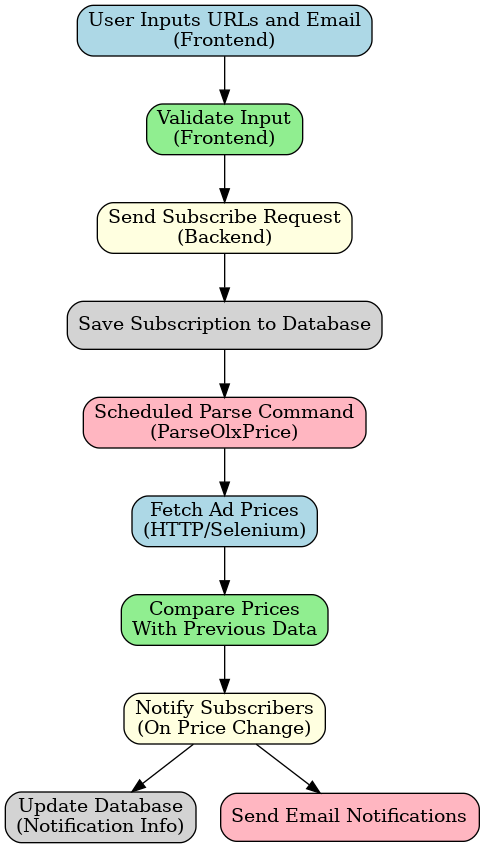 User Inputs URLs and Email
(Frontend)
Validate Input
(Frontend)
Send Subscribe Request
(Backend)
Save Subscription to Database
Scheduled Parse Command
(ParseOlxPrice)
Fetch Ad Prices
(HTTP/Selenium)
Compare Prices
With Previous Data
Notify Subscribers
(On Price Change)
Update Database
(Notification Info)
Send Email Notifications